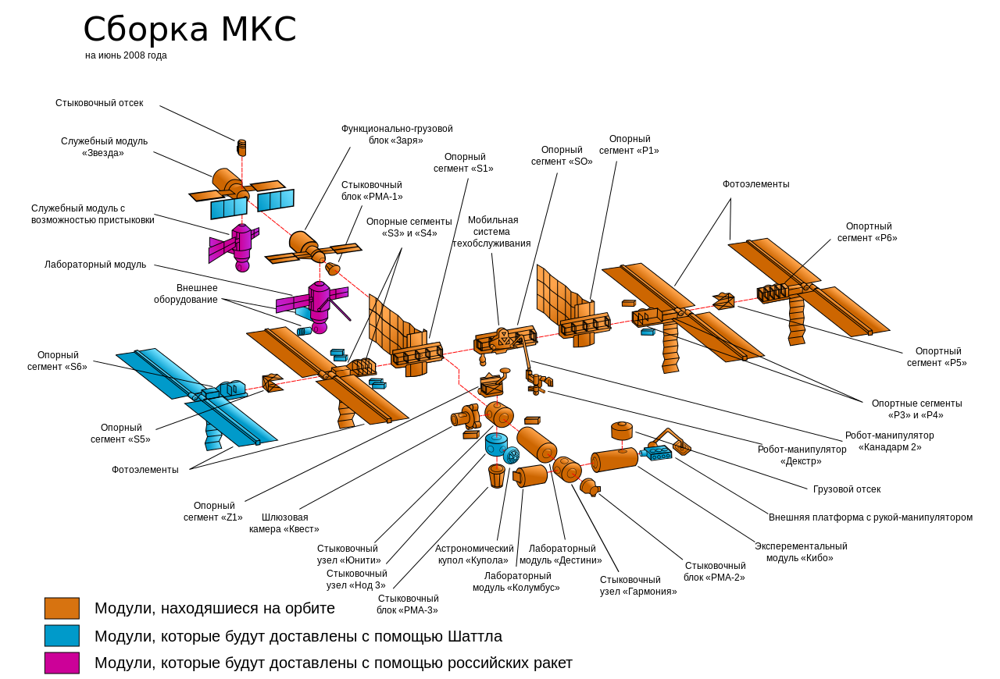 Сборка МКС
на июнь 2008 года
Стыковочный отсек
Служебный модуль
«Звезда»
Служебный модуль с
возможностью пристыковки
Лабораторный модуль
Внешнее
оборудование
Функционально-грузовой
блок «Заря»
Стыковочный
блок «PMA-1»
Опорные сегменты
«S3» и «S4»
Опорный
сегмент «S1»
Мобильная
система
техобслуживания
Опорный
сегмент «SO»
Опорный
сегмент «P1»
Фотоэлементы
Опортный
сегмент «P6»
Опортный
сегмент «P5»
Опортные сегменты
«P3» и «P4»
Робот-манипулятор
«Канадарм 2»
Робот-манипулятор
«Декстр»
Грузовой отсек
Внешняя платформа с рукой-манипулятором
Эксперементальный
модуль «Кибо»
Стыковочный
блок «PMA-2»
Стыковочный
узел «Гармония»
Лабораторный
модуль «Дестини»
Лабораторный
модуль «Колумбус»
Астрономический
купол «Купола»
Стыковочный
блок «PMA-3»
Стыковочный
узел «Нод 3»
Стыковочный
узел «Юнити»
Шлюзовая
камера «Квест»
Опорный
сегмент «Z1»
Фотоэлементы
Опорный
сегмент «S5»
Опорный
сегмент «S6»
Модули, находяшиеся на орбите
Модули, которые будут доставлены с помощью Шаттла
Модули, которые будут доставлены с помощью российских ракет